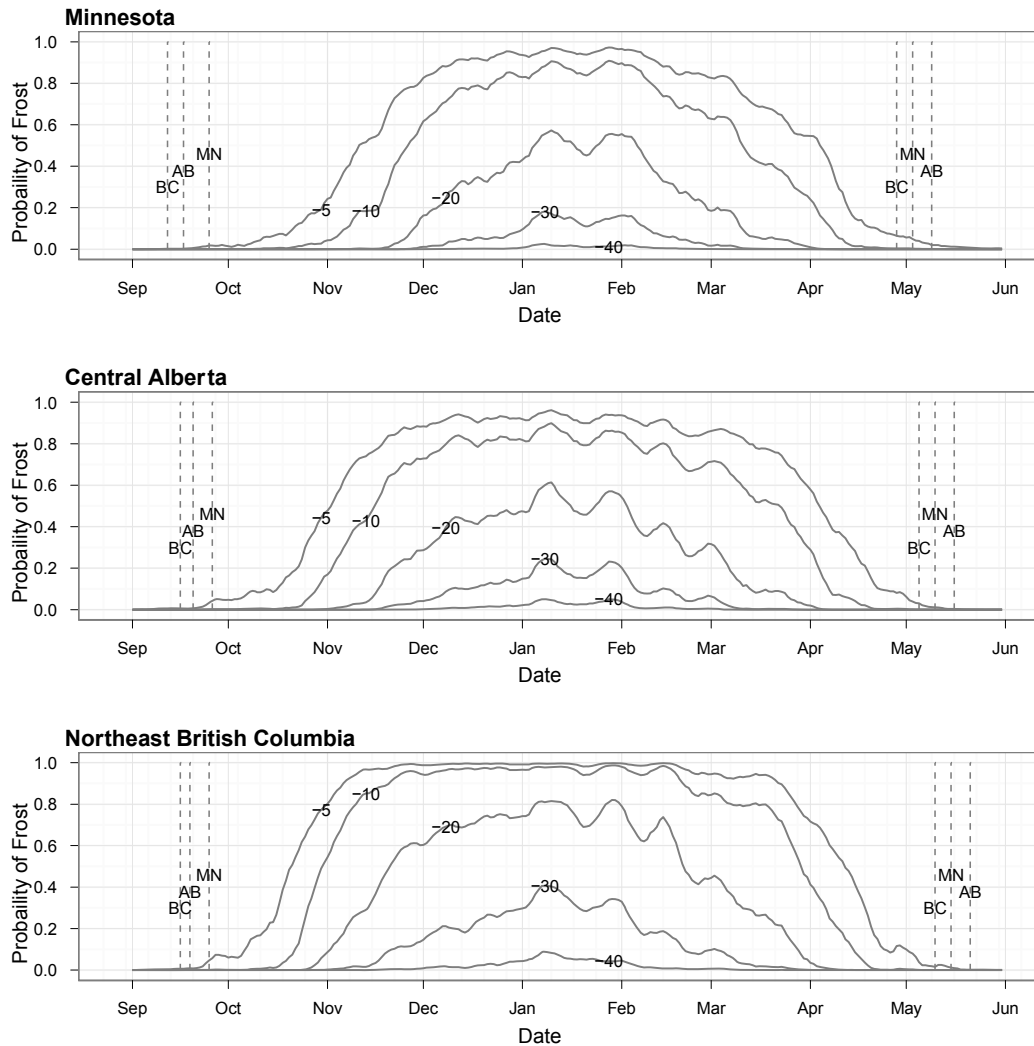 Minnesota
Probaility of Frost
1.0
0.8
0.6
0.4
0.2
0.0
BC
AB
MN
−5
−10
−20
−30
−40
BC
MN
AB
Sep Oct Nov Dec Jan Feb Mar Apr May Jun
Date
Central Alberta
Probaility of Frost
1.0
0.8
0.6
0.4
0.2
0.0
BC
AB
MN
−5
−10
−20
−30
−40
BC
MN
AB
Sep Oct Nov Dec Jan Feb Mar Apr May Jun
Date
Northeast British Columbia
Probaility of Frost
1.0
0.8
0.6
0.4
0.2
0.0
BC
AB
MN
−5
−10
−20
−30
−40
BC
MN
AB
Sep Oct Nov Dec Jan Feb Mar Apr May Jun
Date